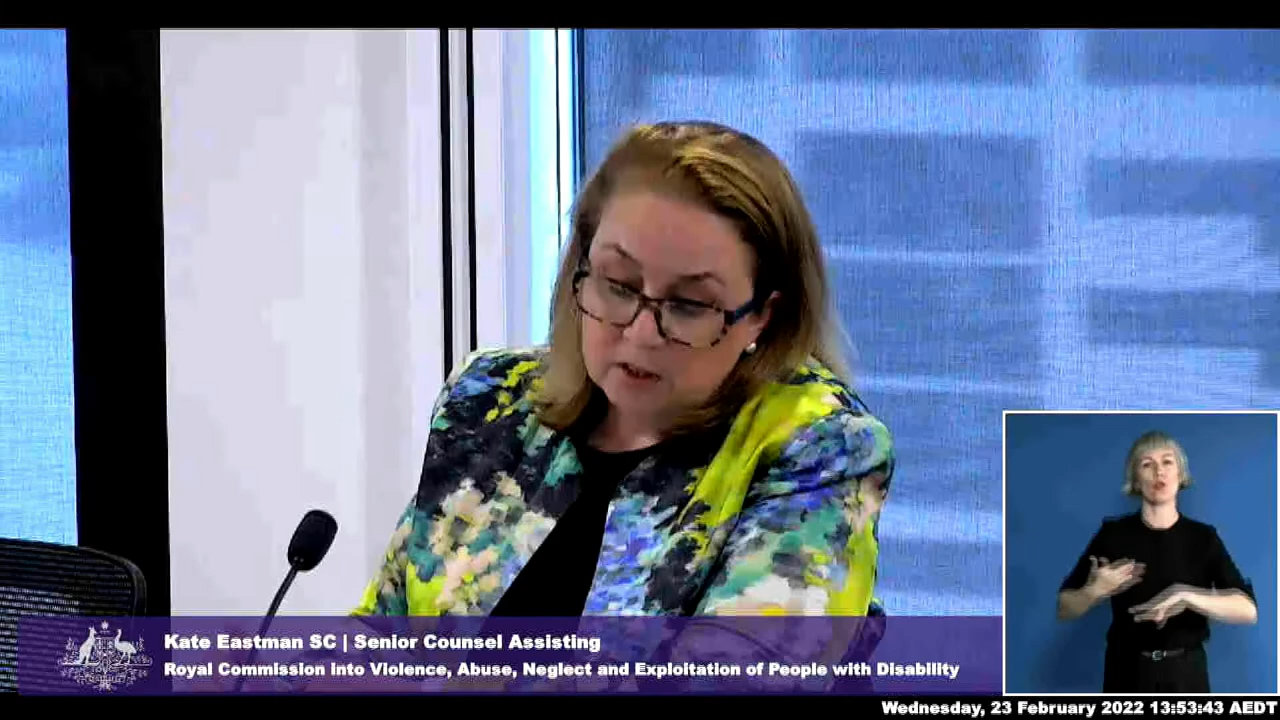 Kate Eastman SC | Senior Counsel Assisting
Royal Commission into Violence, Abuse, Neglect and Exploitation of People with Disability
Wednesday, 23 February 2022 13:53:43 AEDT